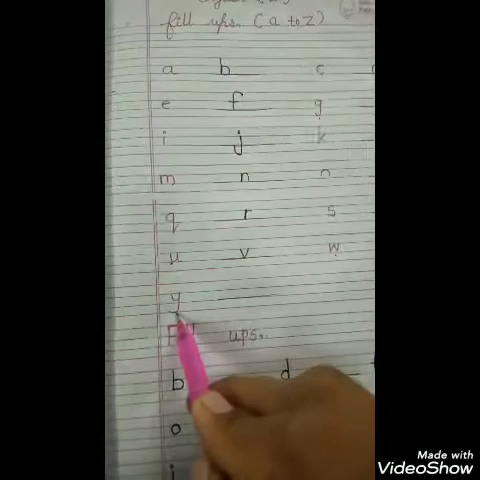 fill ups. (a to z)
a b c
e f g
i j k
m n o
q r s
u v w
y
ups.
b d
o
i
Made with
VideoShow